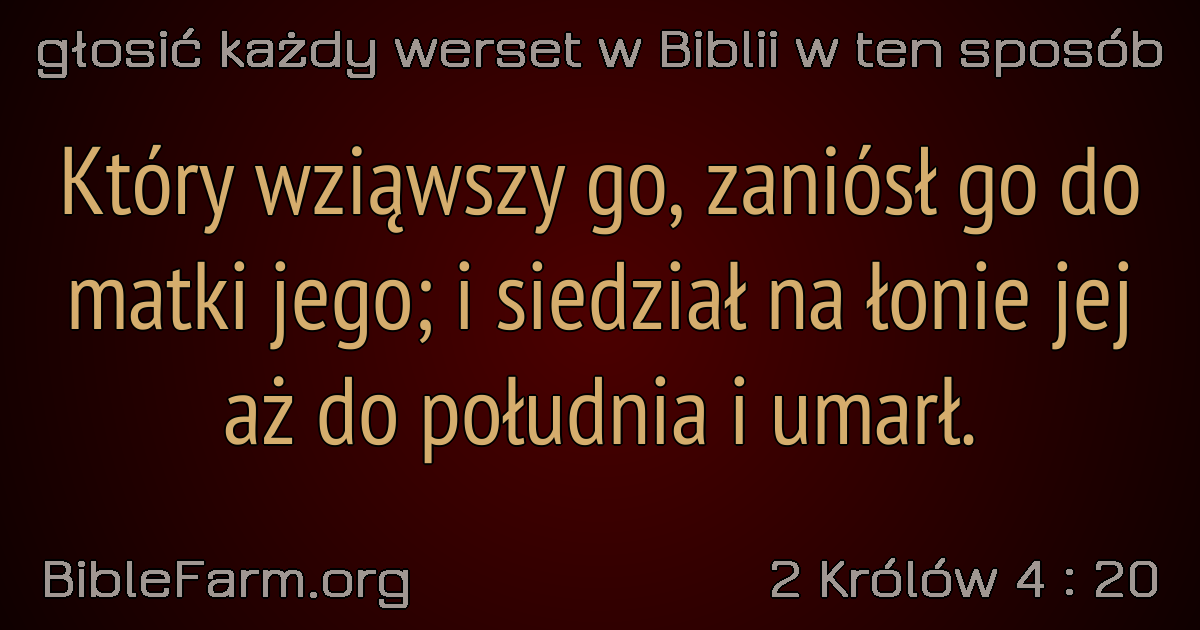 głosić każdy werset w Biblii w ten sposób
Który wziąwszy go, zaniósł go do
matki jego; i siedział na łonie jej
aż do południa i umarł.
BibleFarm.org
2 Królów 4 : 20